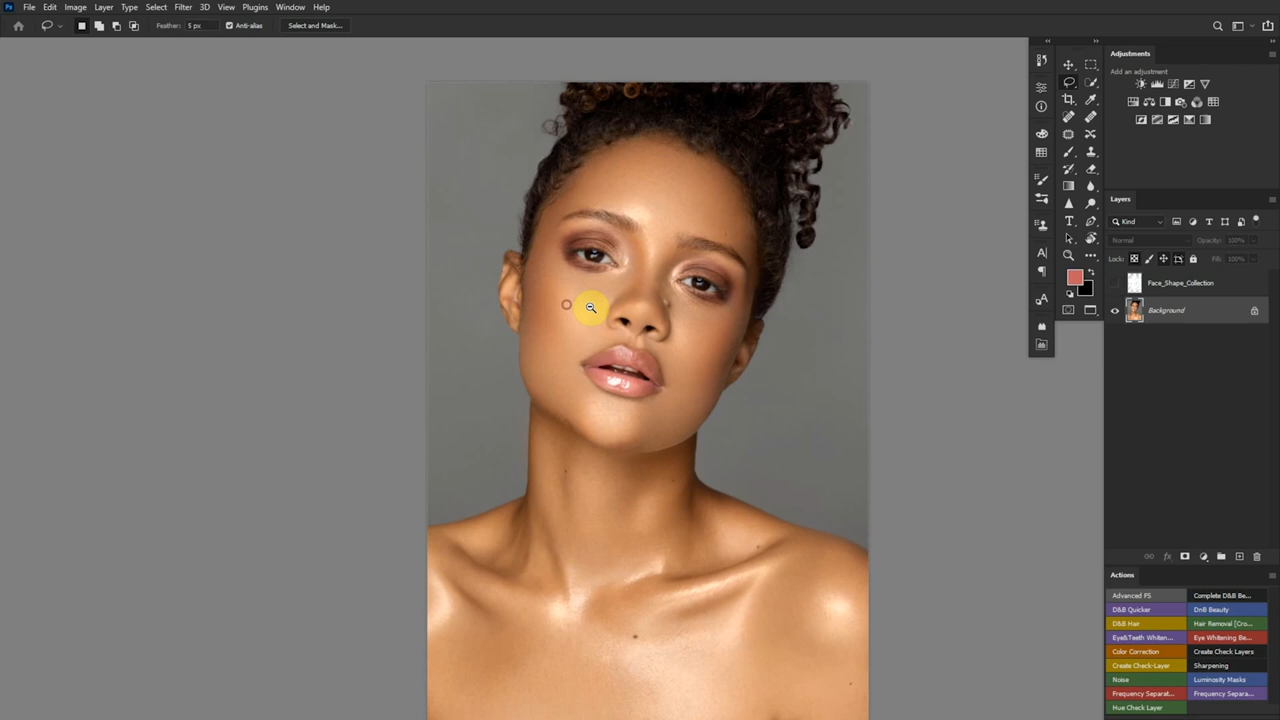 Ps File Edit Image Layer Type Select Filter 3D View Plugins Window Help
Feather: 5 px Anti-alias Select and Mask...
Adjustments
Add an adjustment
Layers
Kind
Normal Opacity: 100%
Lock: Fill: 100%
Face_Shape_Collection
Background
Actions
Advanced PS Complete D&B Be...
D&B Quicker DnB Beauty
D&B Hair Hair Removal [Cro...
Eye&Teeth Whiten... Eye Whitening Be...
Color Correction Create Check Layers
Create Check-Layer Sharpening
Noise Luminosity Masks
Frequency Separat... Frequency Separa...
Hue Check Layer